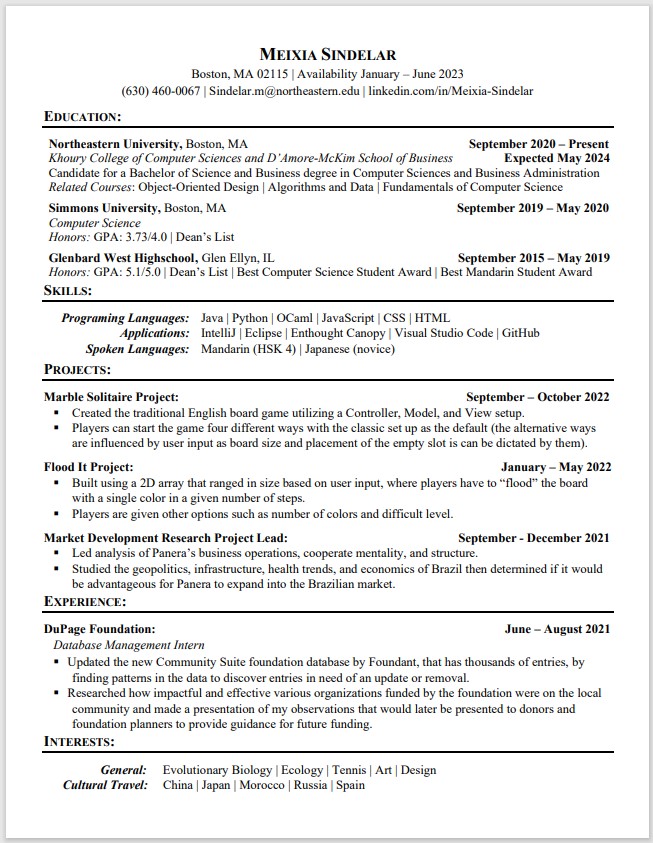 MEIXIA SINDELAR
Boston, MA 02115 | Availability January – June 2023
(630) 460-0067 | Sindelar.m@northeastern.edu | linkedin.com/in/Meixia-Sindelar
EDUCATION:
Northeastern University, Boston, MA September 2020 – Present
Khoury College of Computer Sciences and D'Amore-McKim School of Business Expected May 2024
Candidate for a Bachelor of Science and Business degree in Computer Sciences and Business Administration
Related Courses: Object-Oriented Design | Algorithms and Data | Fundamentals of Computer Science
Simmons University, Boston, MA September 2019 – May 2020
Computer Science
Honors: GPA: 3.73/4.0 | Dean's List
Glenbard West Highschool, Glen Ellyn, IL September 2015 – May 2019
Honors: GPA: 5.1/5.0 | Dean's List | Best Computer Science Student Award | Best Mandarin Student Award
SKILLS:
Programing Languages: Java | Python | OCaml | JavaScript | CSS | HTML
Applications: IntelliJ | Eclipse | Enthought Canopy | Visual Studio Code | GitHub
Spoken Languages: Mandarin (HSK 4) | Japanese (novice)
PROJECTS:
Marble Solitaire Project: September – October 2022
▪ Created the traditional English board game utilizing a Controller, Model, and View setup.
▪ Players can start the game four different ways with the classic set up as the default (the alternative ways
are influenced by user input as board size and placement of the empty slot is can be dictated by them).
Flood It Project: January – May 2022
▪ Built using a 2D array that ranged in size based on user input, where players have to “flood” the board
with a single color in a given number of steps.
▪ Players are given other options such as number of colors and difficult level.
Market Development Research Project Lead: September - December 2021
▪ Led analysis of Panera's business operations, cooperate mentality, and structure.
▪ Studied the geopolitics, infrastructure, health trends, and economics of Brazil then determined if it would
be advantageous for Panera to expand into the Brazilian market.
EXPERIENCE:
DuPage Foundation: June – August 2021
Database Management Intern
▪ Updated the new Community Suite foundation database by Foundant, that has thousands of entries, by
finding patterns in the data to discover entries in need of an update or removal.
▪ Researched how impactful and effective various organizations funded by the foundation were on the local
community and made a presentation of my observations that would later be presented to donors and
foundation planners to provide guidance for future funding.
INTERESTS:
General: Evolutionary Biology | Ecology | Tennis | Art | Design
Cultural Travel: China | Japan | Morocco | Russia | Spain